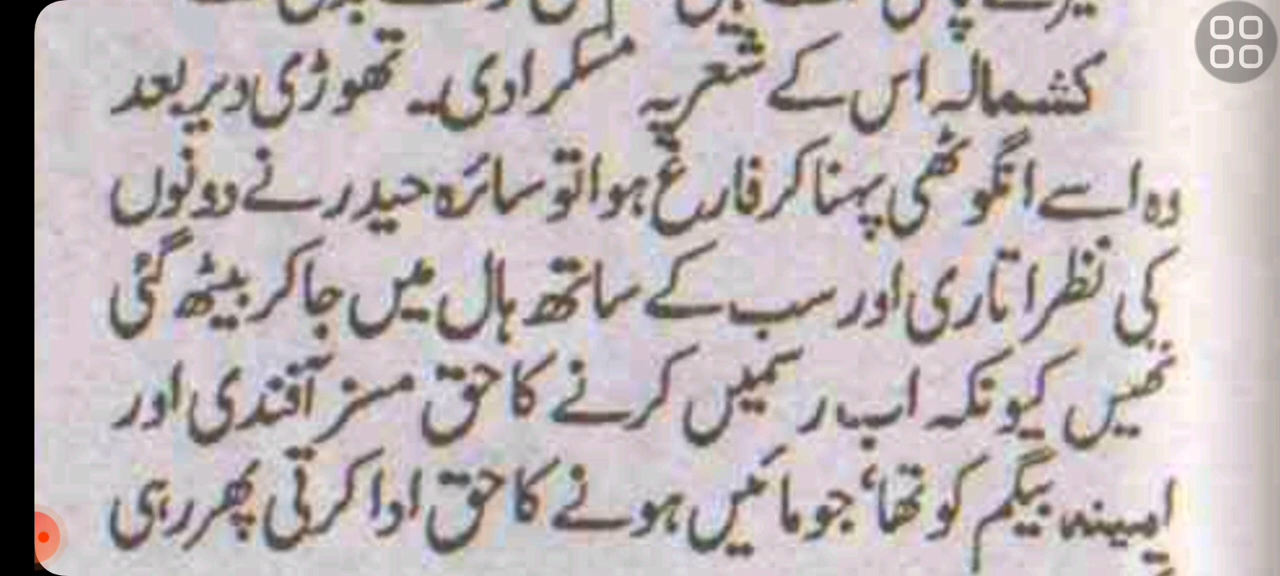 کشمالہ اس کے شعر پہ مسکرا دی۔ تھوڑی دیر بعد
وہ اسے انگوٹھی پہنا کر فارغ ہوا تو سائرہ حیدر نے دونوں
کی نظر اتاری اور سب کے ساتھ ہال میں جا کر بیٹھ گئی
تھیں کیونکہ اب رسمیں کرنے کا حق مسز آفندی اور
امینہ بیگم کو تھا، جو مائیں ہونے کا حق ادا کرتی پھر رہی